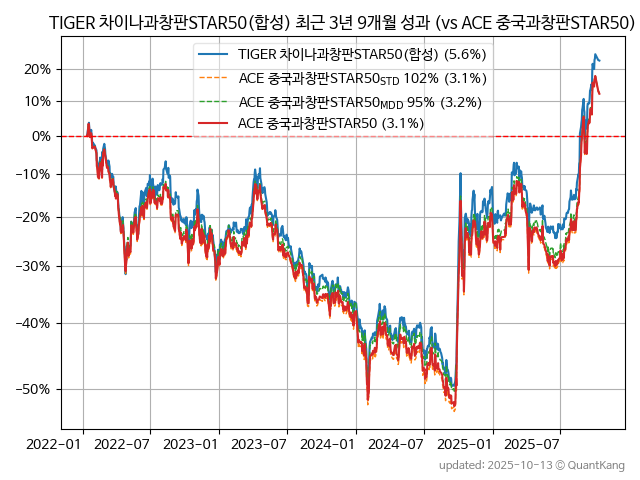 TIGER 차이나과창판STAR50(합성) 최근 3년 9개월 성과 (vs ACE 중국과창판STAR50)
TIGER 차이나과창판STAR50(합성) (5.6%)
ACE 중국과창판STAR50STD 102% (3.1%)
ACE 중국과창판STAR50MDD 95% (3.2%)
ACE 중국과창판STAR50 (3.1%)
20%
10%
0%
−10%
−20%
−30%
−40%
−50%
2022-01 2022-07 2023-01 2023-07 2024-01 2024-07 2025-01 2025-07
updated: 2025-10-13 © QuantKang